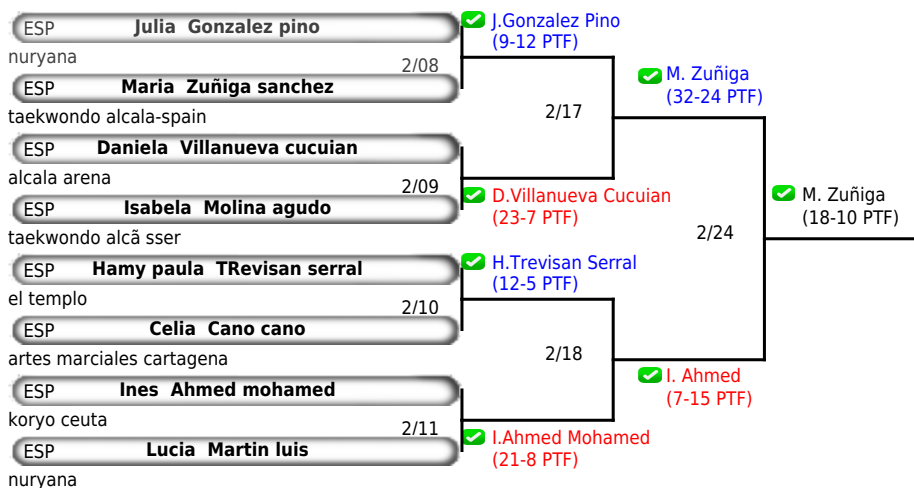 ESP Julia Gonzalez pino
nuryana
2/08
ESP Maria Zuñiga sanchez
taekwondo alcala-spain
J.Gonzalez Pino
(9-12 PTF)
2/17
M. Zuñiga
(32-24 PTF)
ESP Daniela Villanueva cucuian
alcala arena
2/09
ESP Isabela Molina agudo
taekwondo alcã sser
D.Villanueva Cucuian
(23-7 PTF)
2/24
M. Zuñiga
(18-10 PTF)
ESP Hamy paula TRevisan serral
el templo
2/10
ESP Celia Cano cano
artes marciales cartagena
H.Trevisan Serral
(12-5 PTF)
2/18
I. Ahmed
(7-15 PTF)
ESP Ines Ahmed mohamed
koryo ceuta
2/11
ESP Lucia Martin luis
nuryana
I.Ahmed Mohamed
(21-8 PTF)